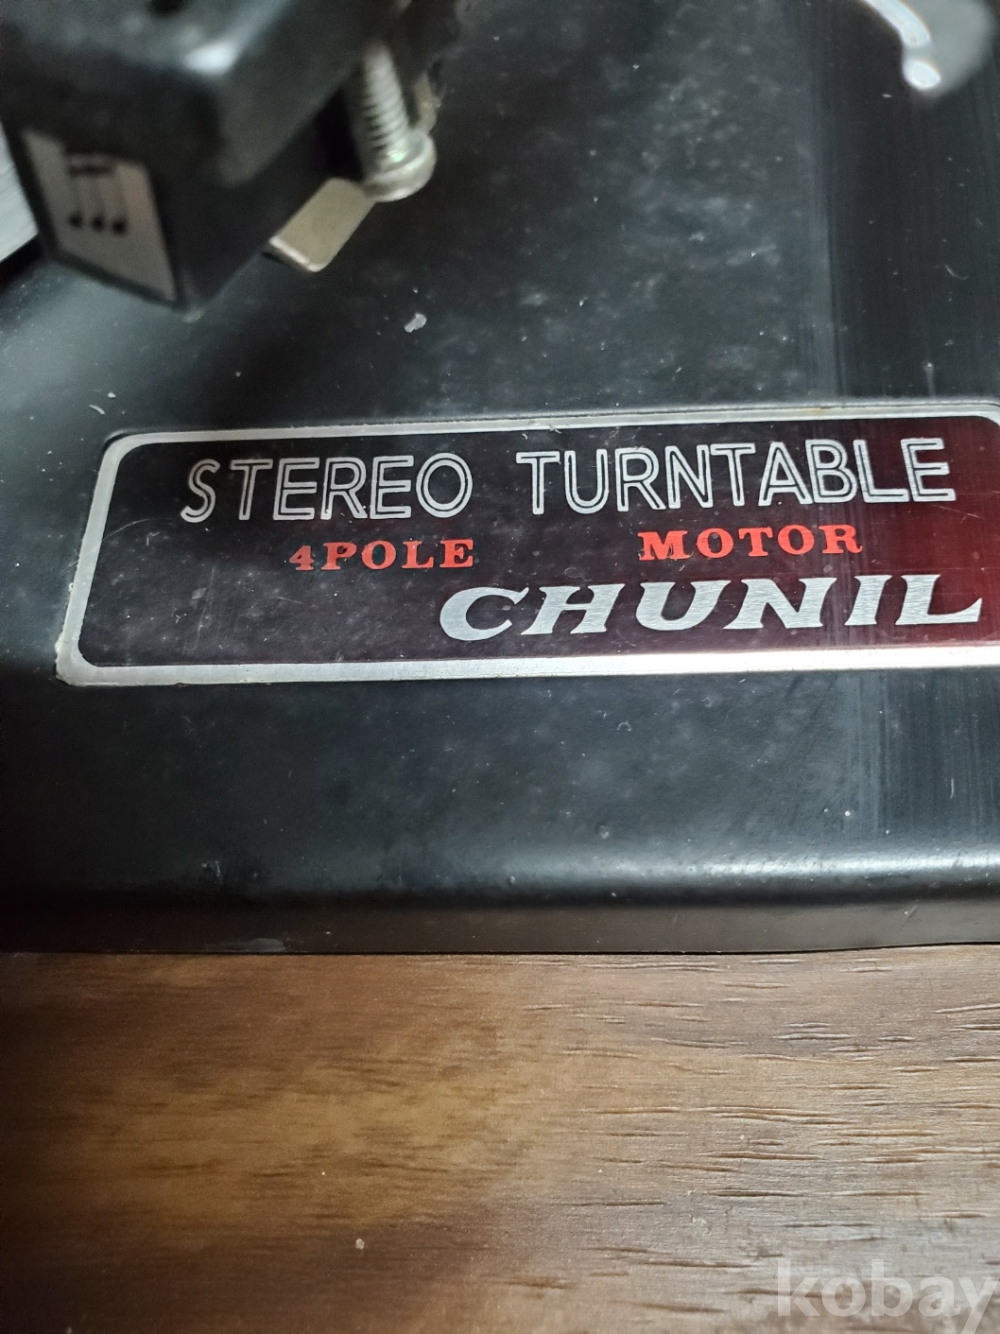 STEREO TURNTABLE
4POLE MOTOR
CHUNIL
kobay